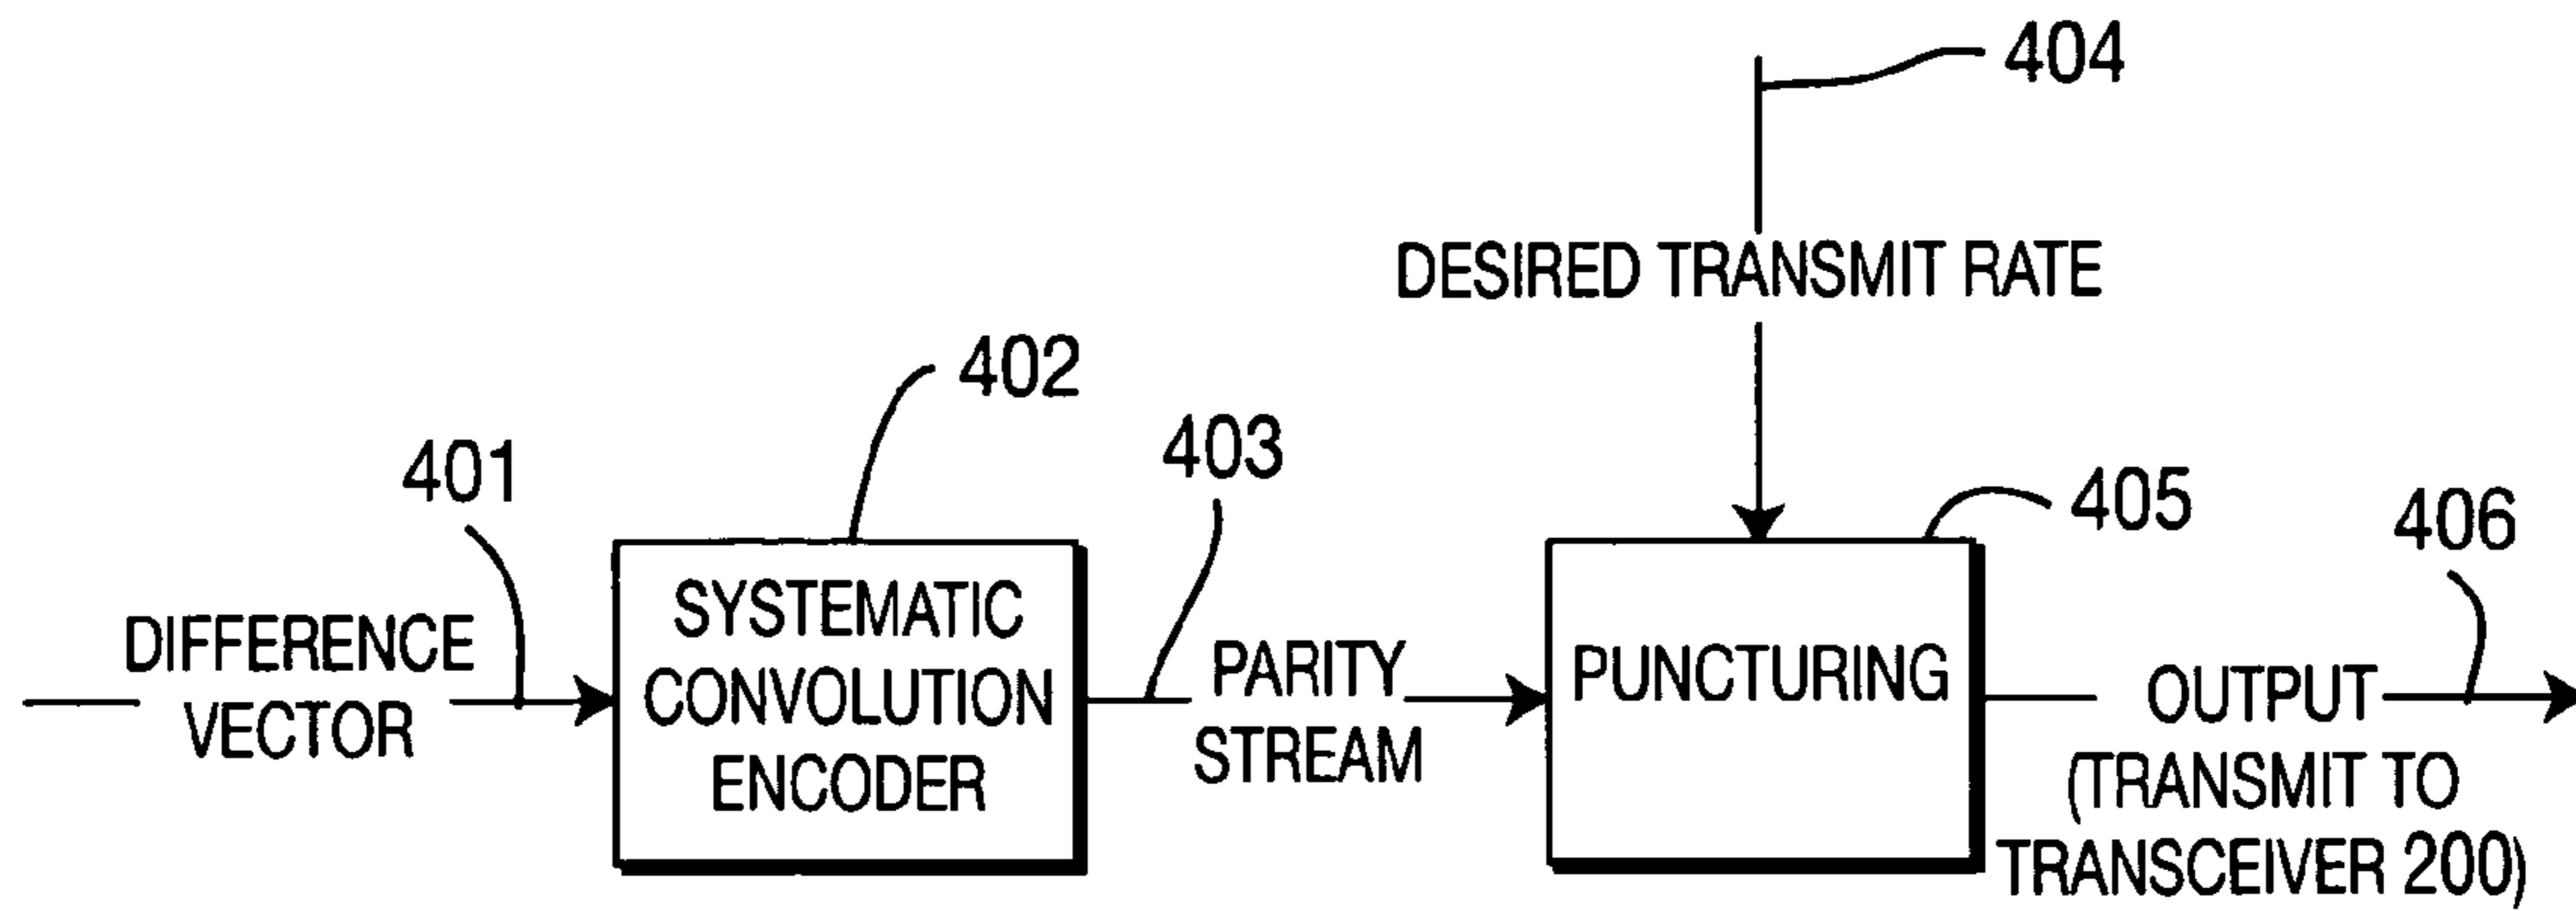 404
DESIRED TRANSMIT RATE
402
403
401
405
406
DIFFERENCE
VECTOR
SYSTEMATIC
CONVOLUTION
ENCODER
PARITY
STREAM
PUNCTURING
OUTPUT
(TRANSMIT TO
TRANSCEIVER 200)